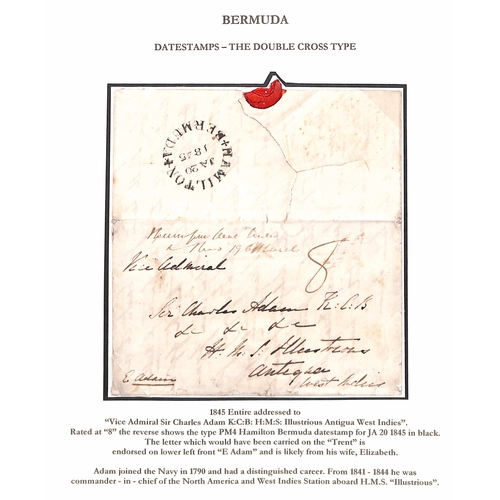 BERMUDA
DATESTAMPS – THE DOUBLE CROSS TYPE
HAMILTON BERMUDA
JA 20
1845
8
Vice Admiral
Sir Charles Adam K:C:B
&c &c &c
H. M. S: Illustrious
Antigua
West Indies
E Adam
1845 Entire addressed to
“Vice Admiral Sir Charles Adam K:C:B: H:M:S: Illustrious Antigua West Indies”.
Rated at “8” the reverse shows the type PM4 Hamilton Bermuda datestamp for JA 20 1845 in black.
The letter which would have been carried on the “Trent” is
endorsed on lower left front “E Adam” and is likely from his wife, Elizabeth.
Adam joined the Navy in 1790 and had a distinguished career. From 1841 - 1844 he was
commander - in - chief of the North America and West Indies Station aboard H.M.S. “Illustrious”.